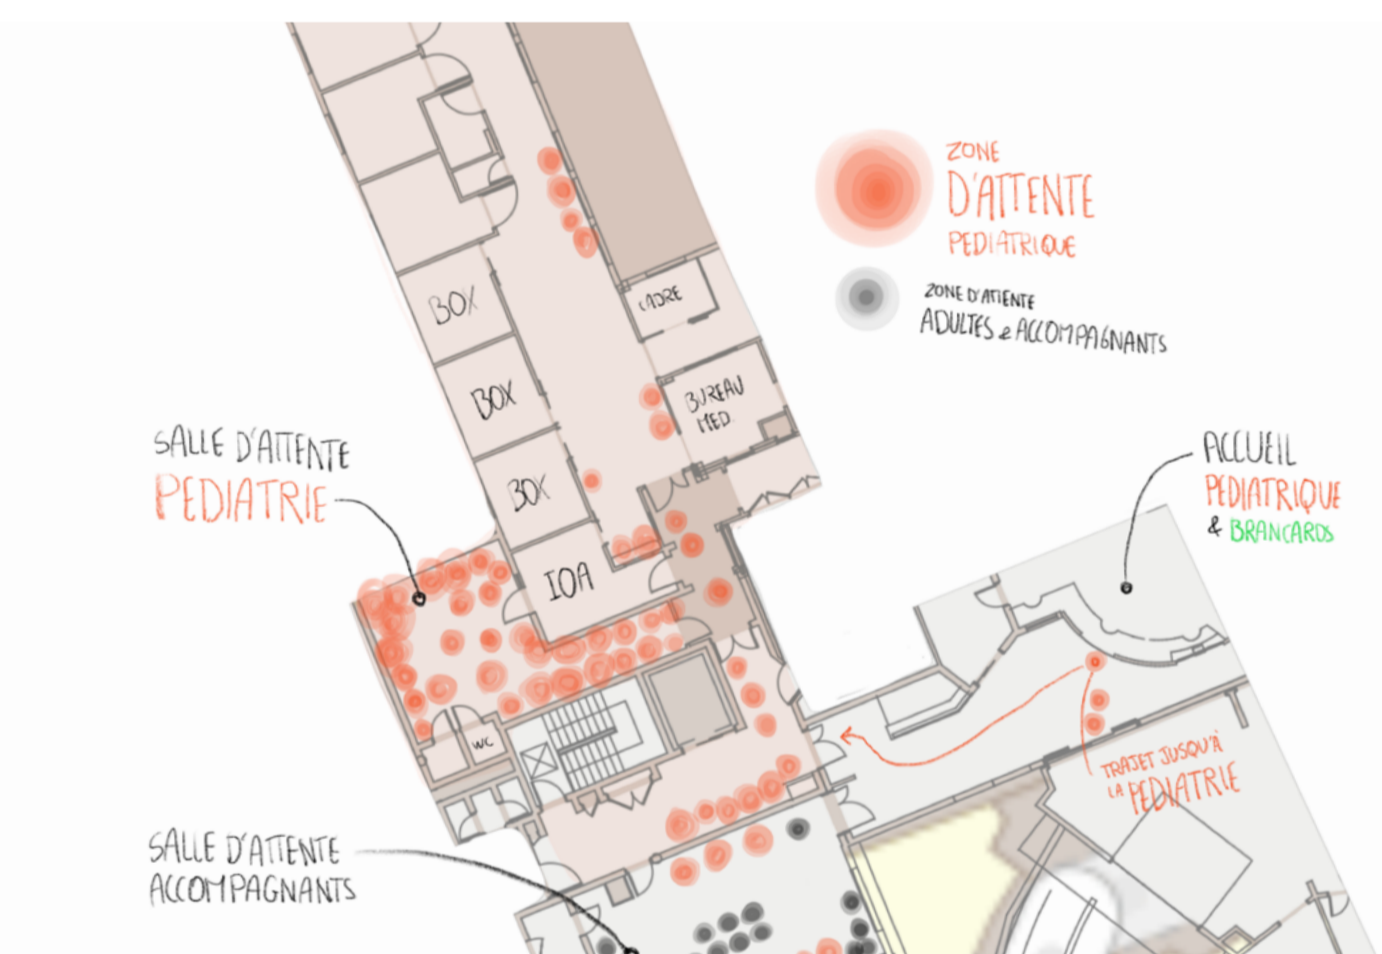 ZONE
D'ATTENTE
PEDIATRIQUE
ZONE D'ATTENTE
ADULTES & ACCOMPAGNANTS
CADRE
BOX
BUREAU
MED.
BOX
SALLE D'ATTENTE
PEDIATRIE
BOX
ACCUEIL
PEDIATRIQUE
& BRANCARDS
IOA
WC
TRAJET JUSQU'À
LA PEDIATRIE
SALLE D'ATTENTE
ACCOMPAGNANTS